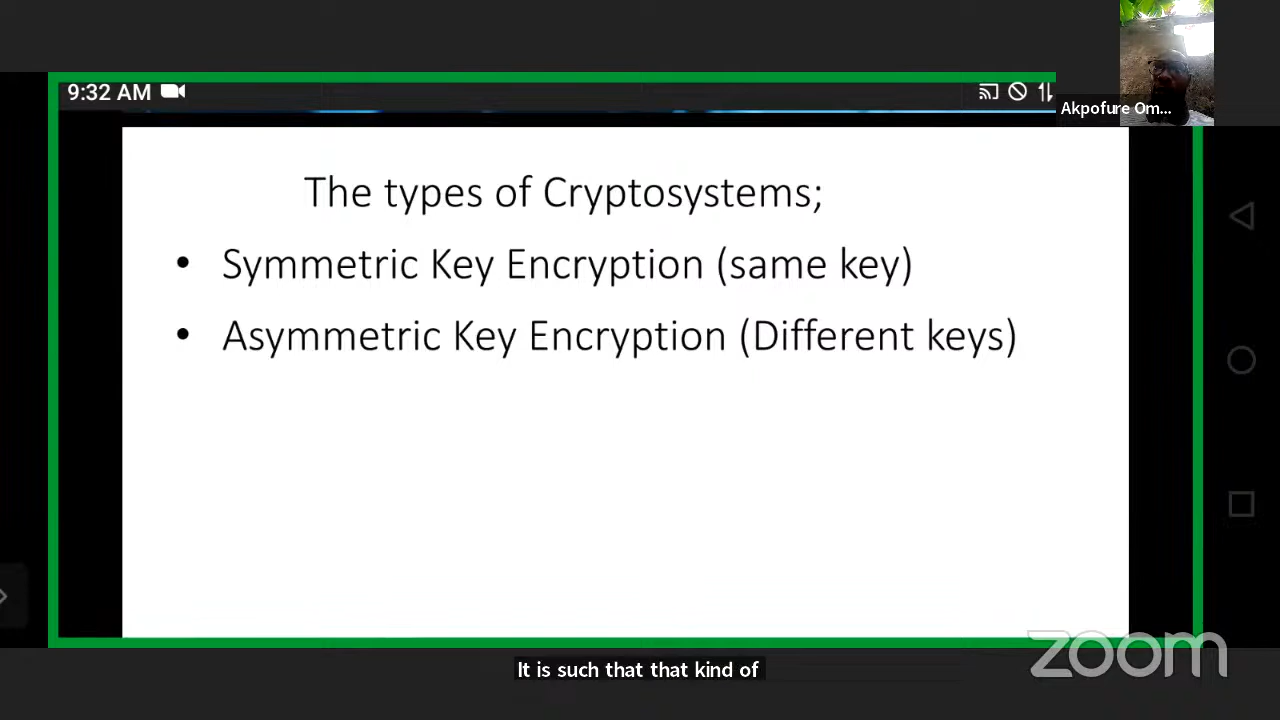 9:32 AM
Akpofure Om...
The types of Cryptosystems;
• Symmetric Key Encryption (same key)
• Asymmetric Key Encryption (Different keys)
zoom
It is such that that kind of